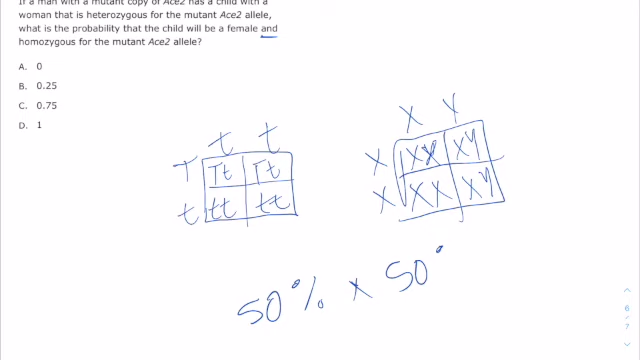 If a man with a mutant copy of Ace2 has a child with a
woman that is heterozygous for the mutant Ace2 allele,
what is the probability that the child will be a female and
homozygous for the mutant Ace2 allele?
A. 0
B. 0.25
C. 0.75
D. 1
t t
T Tt Tt
t tt tt
X Y
X XX XY
X XX XY
50% x 50°
6
/
7